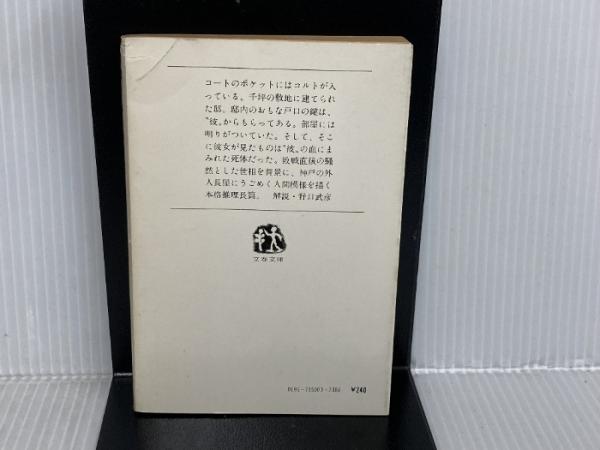 コートのポケットにはコルトが入
っている。千坪の敷地に建てられ
た邸、邸内のおもな戸口の鍵は、
〝彼〟からもらってある。部屋には
明りがついていた。そして、そこ
に彼女が見たものは〝彼〟の血にま
みれた死体だった。敗戦直後の騒
然とした世相を背景に、神戸の外
人長屋にうごめく人間模様を描く
本格推理長篇。 解説・野口武彦
文春文庫
¥240